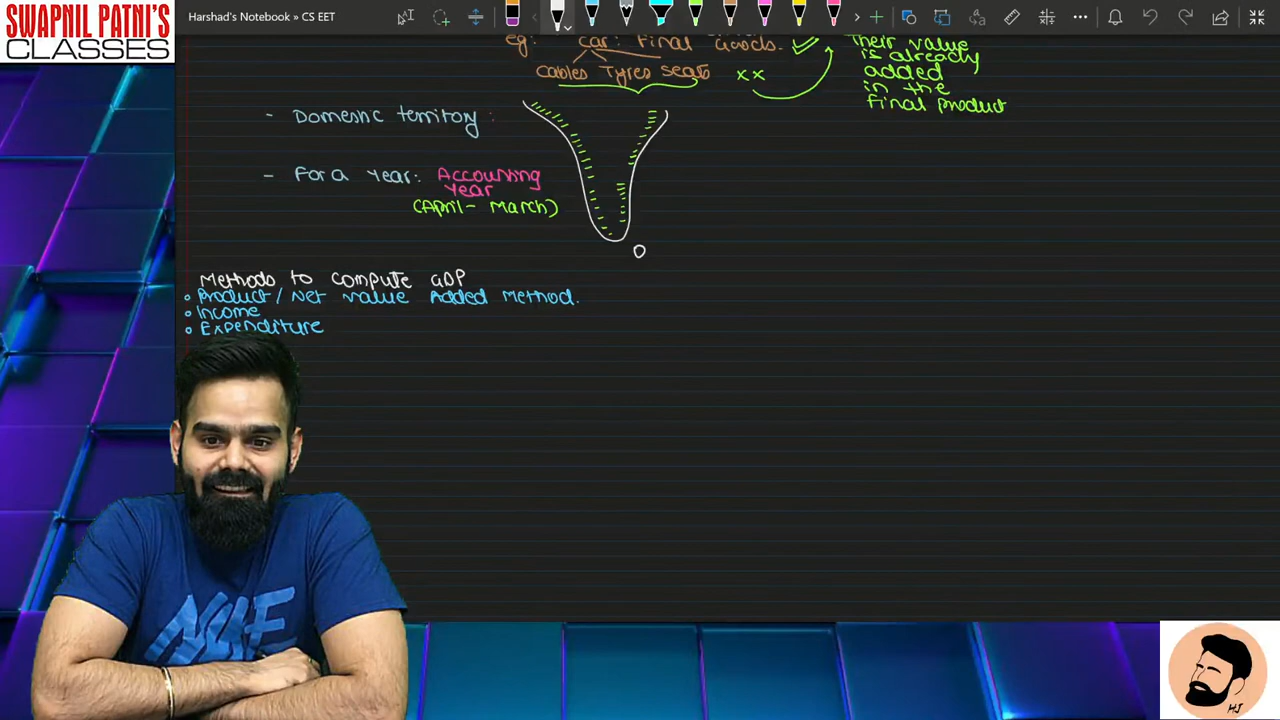 SWAPNIL PATNI'S
CLASSES
Harshad's Notebook » CS EET
eg: car: Final Goods.
Cables Tyres seats xx
Their value
is already
added
in the
final product
- Domestic territory:
- For a Year: Accounting
Year
(April - March)
Methods to Compute GDP
• Product / Net Value Added Method.
• Income
• Expenditure
NIKE
HJ